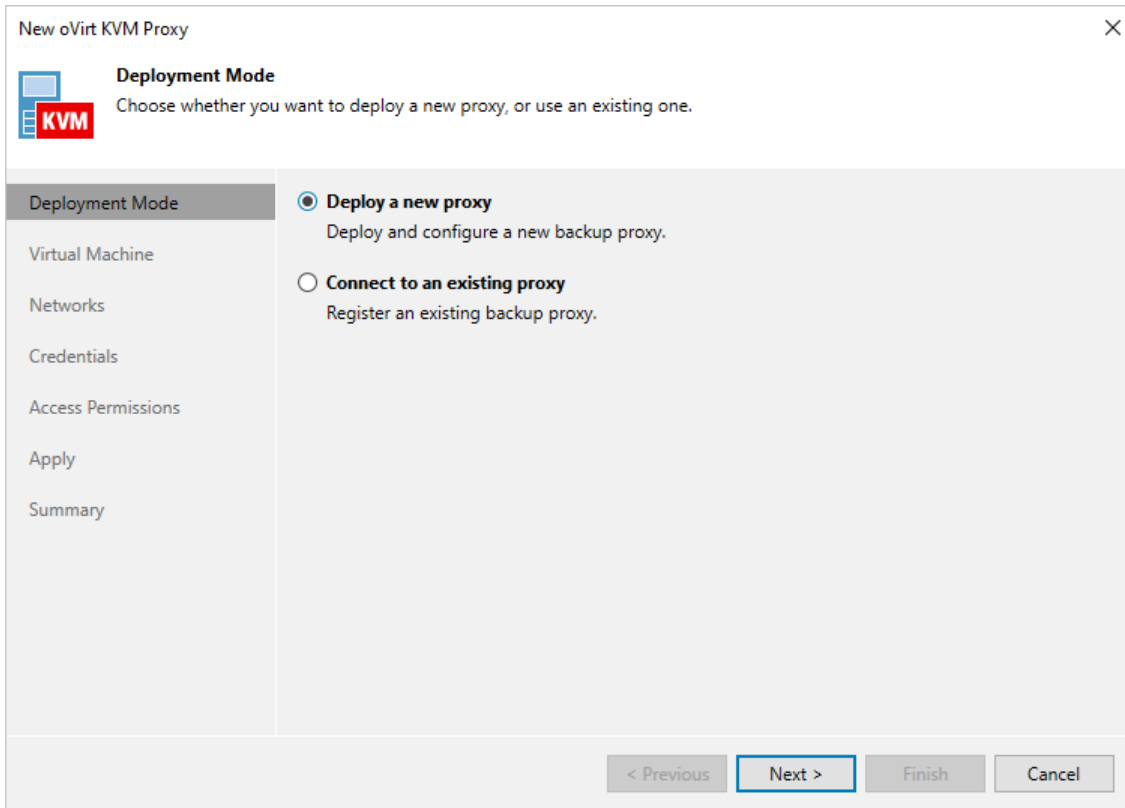 New oVirt KVM Proxy
Deployment Mode
Choose whether you want to deploy a new proxy, or use an existing one.
KVM
Deployment Mode
Virtual Machine
Networks
Credentials
Access Permissions
Apply
Summary
Deploy a new proxy
Deploy and configure a new backup proxy.
Connect to an existing proxy
Register an existing backup proxy.
< Previous
Next >
Finish
Cancel